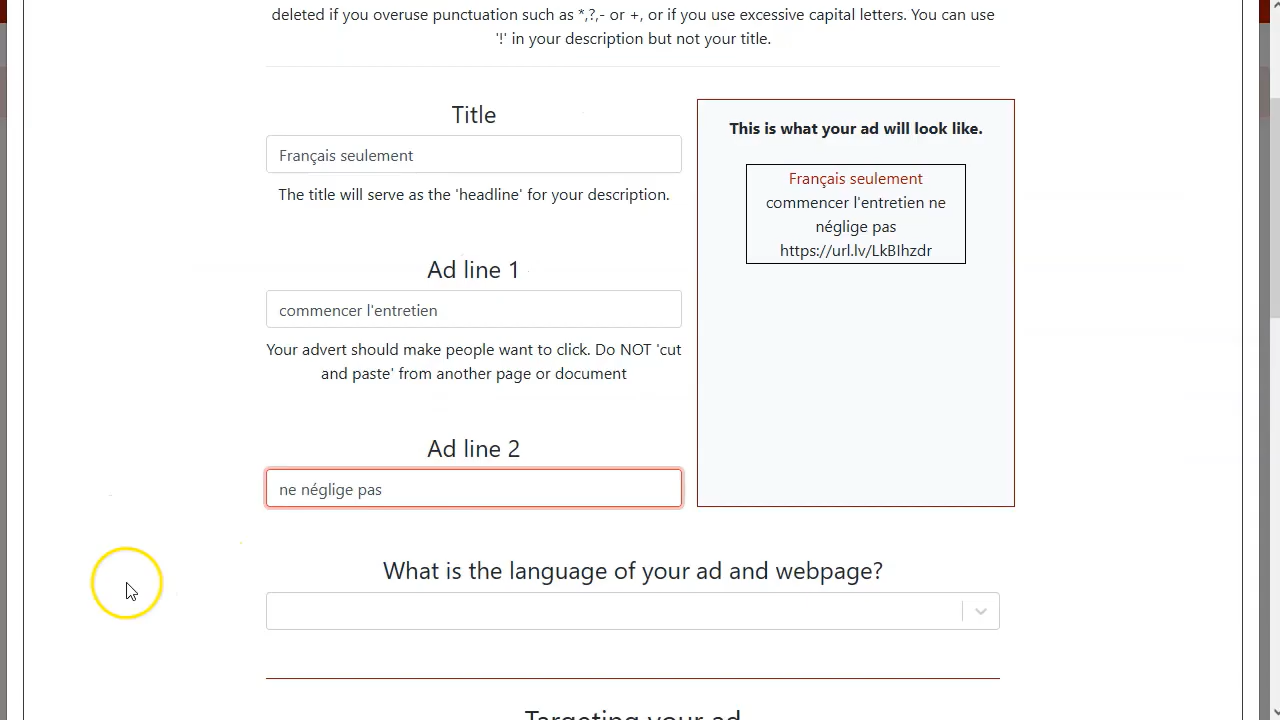 deleted if you overuse punctuation such as *,?,- or +, or if you use excessive capital letters. You can use
'!' in your description but not your title.
Title
Français seulement
The title will serve as the 'headline' for your description.
Ad line 1
commencer l'entretien
Your advert should make people want to click. Do NOT 'cut
and paste' from another page or document
Ad line 2
ne néglige pas
This is what your ad will look like.
Français seulement
commencer l'entretien ne
néglige pas
https://url.lv/LkBIhzdr
What is the language of your ad and webpage?
Targeting your ad